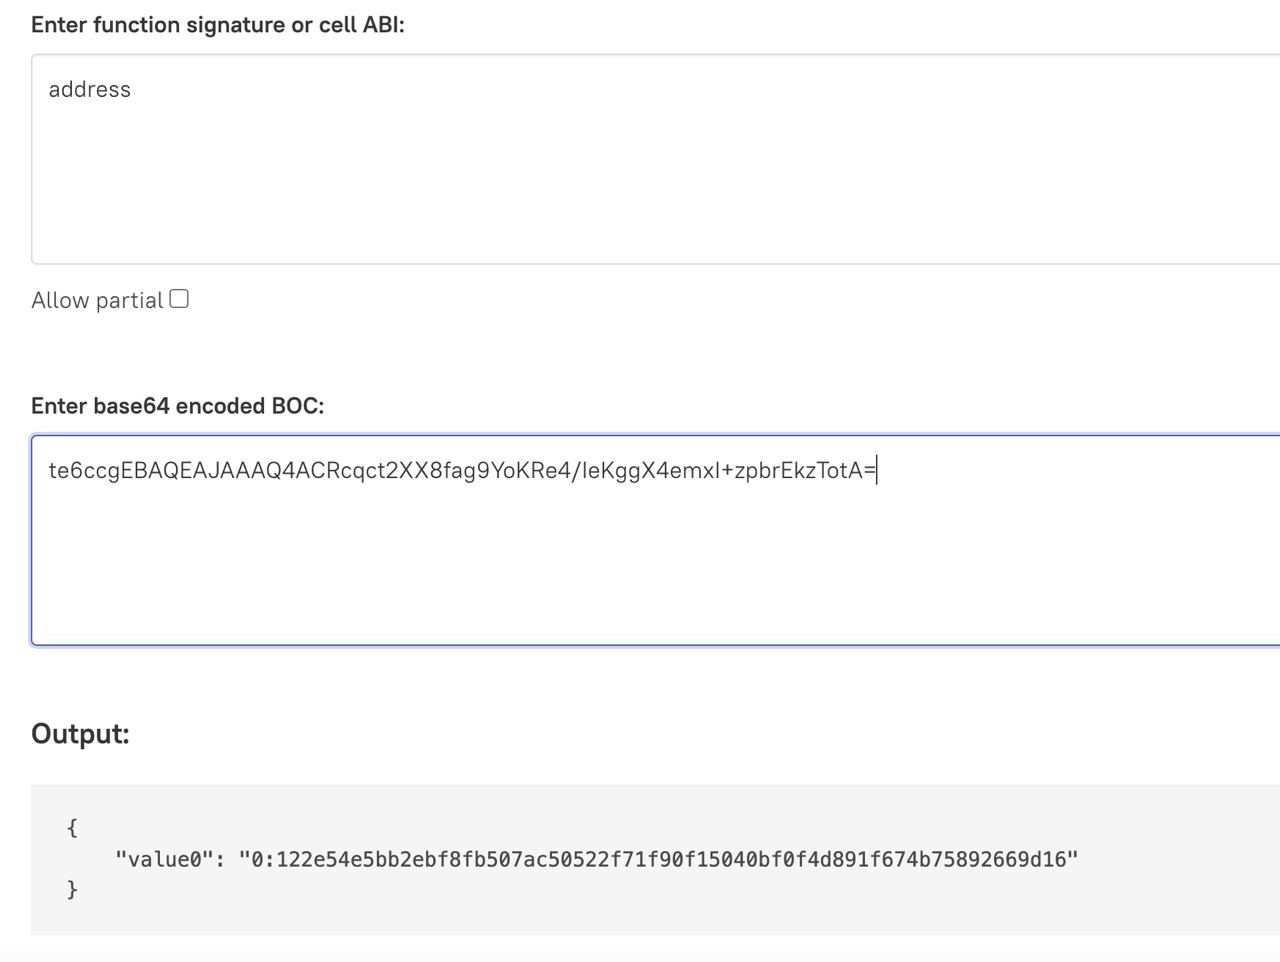 Enter function signature or cell ABI:
address
Allow partial
Enter base64 encoded BOC:
te6ccgEBAQEAJAAAQ4ACRcqct2XX8fag9YoKRe4/IeKggX4emxI+zpbrEkzTotA=
Output:
{
"value0": "0:122e54e5bb2ebf8fb507ac50522f71f90f15040bf0f4d891f674b75892669d16"
}